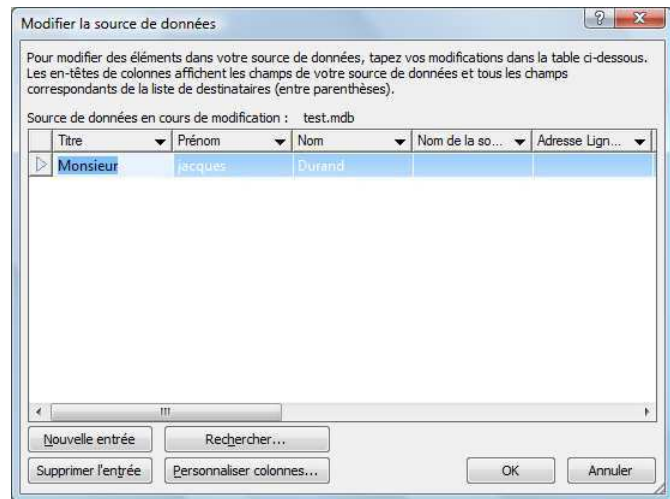 Modifier la source de données
Pour modifier des éléments dans votre source de données, tapez vos modifications dans la table ci-dessous.
Les en-têtes de colonnes affichent les champs de votre source de données et tous les champs
correspondants de la liste de destinataires (entre parenthèses).
Source de données en cours de modification : test.mdb
Titre Prénom Nom Nom de la so... Adresse Lign...
Monsieur jacques Durand
Nouvelle entrée Rechercher...
Supprimer l'entrée Personnaliser colonnes... OK Annuler